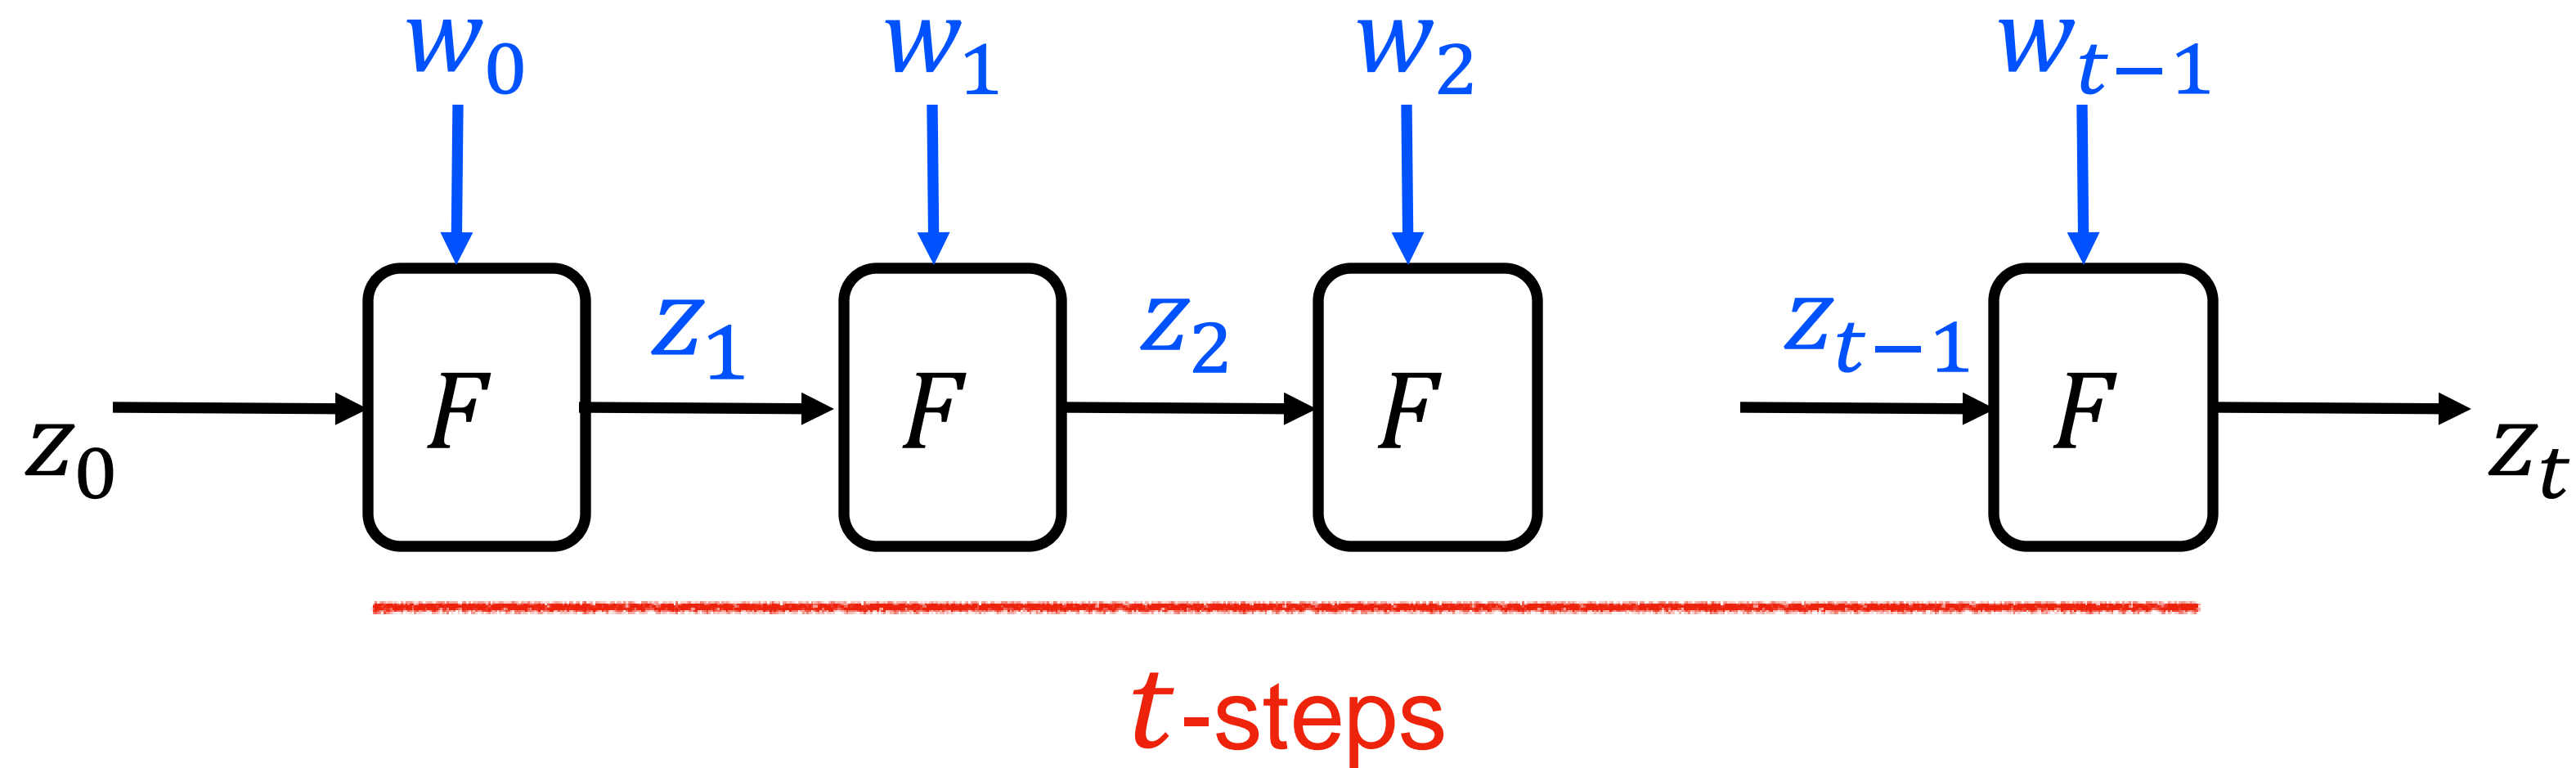 w₀ w₁ w₂ wₜ₋₁
z₁ z₂ zₜ₋₁
z₀ F F F F zₜ
t-steps